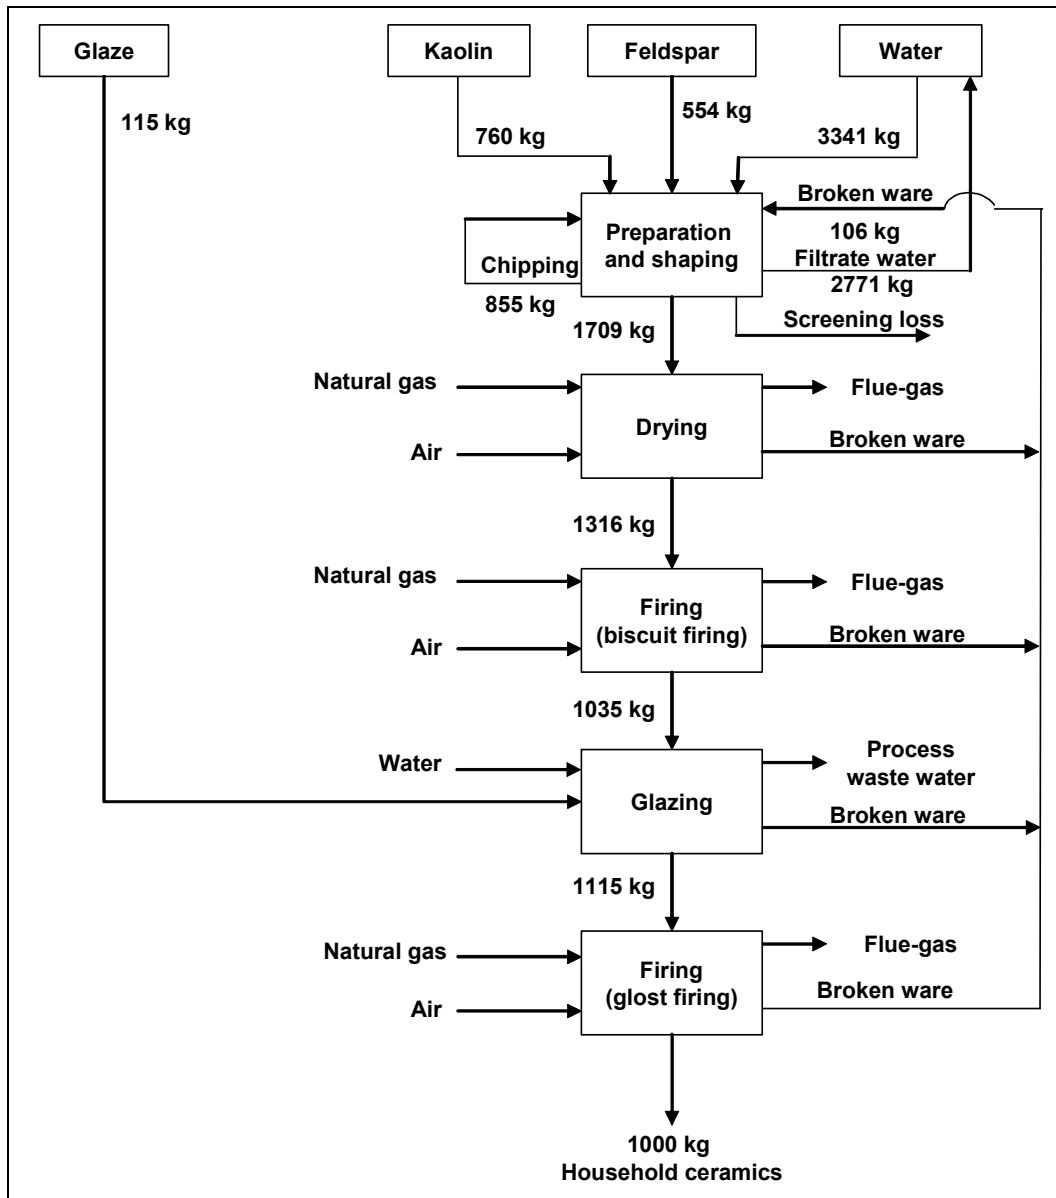 Glaze
Kaolin
Feldspar
Water
115 kg
760 kg
554 kg
3341 kg
Broken ware
106 kg
Preparation
and shaping
Chipping
855 kg
Filtrate water
2771 kg
1709 kg
Screening loss
Natural gas
Flue-gas
Drying
Air
Broken ware
1316 kg
Natural gas
Flue-gas
Firing
(biscuit firing)
Air
Broken ware
1035 kg
Water
Process
waste water
Glazing
Broken ware
1115 kg
Natural gas
Flue-gas
Firing
(glost firing)
Air
Broken ware
1000 kg
Household ceramics